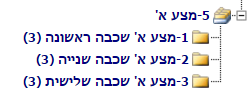 5-מצע א'
1-מצע א' שכבה ראשונה (3)
2-מצע א' שכבה שנייה (3)
3-מצע א' שכבה שלישית (3)